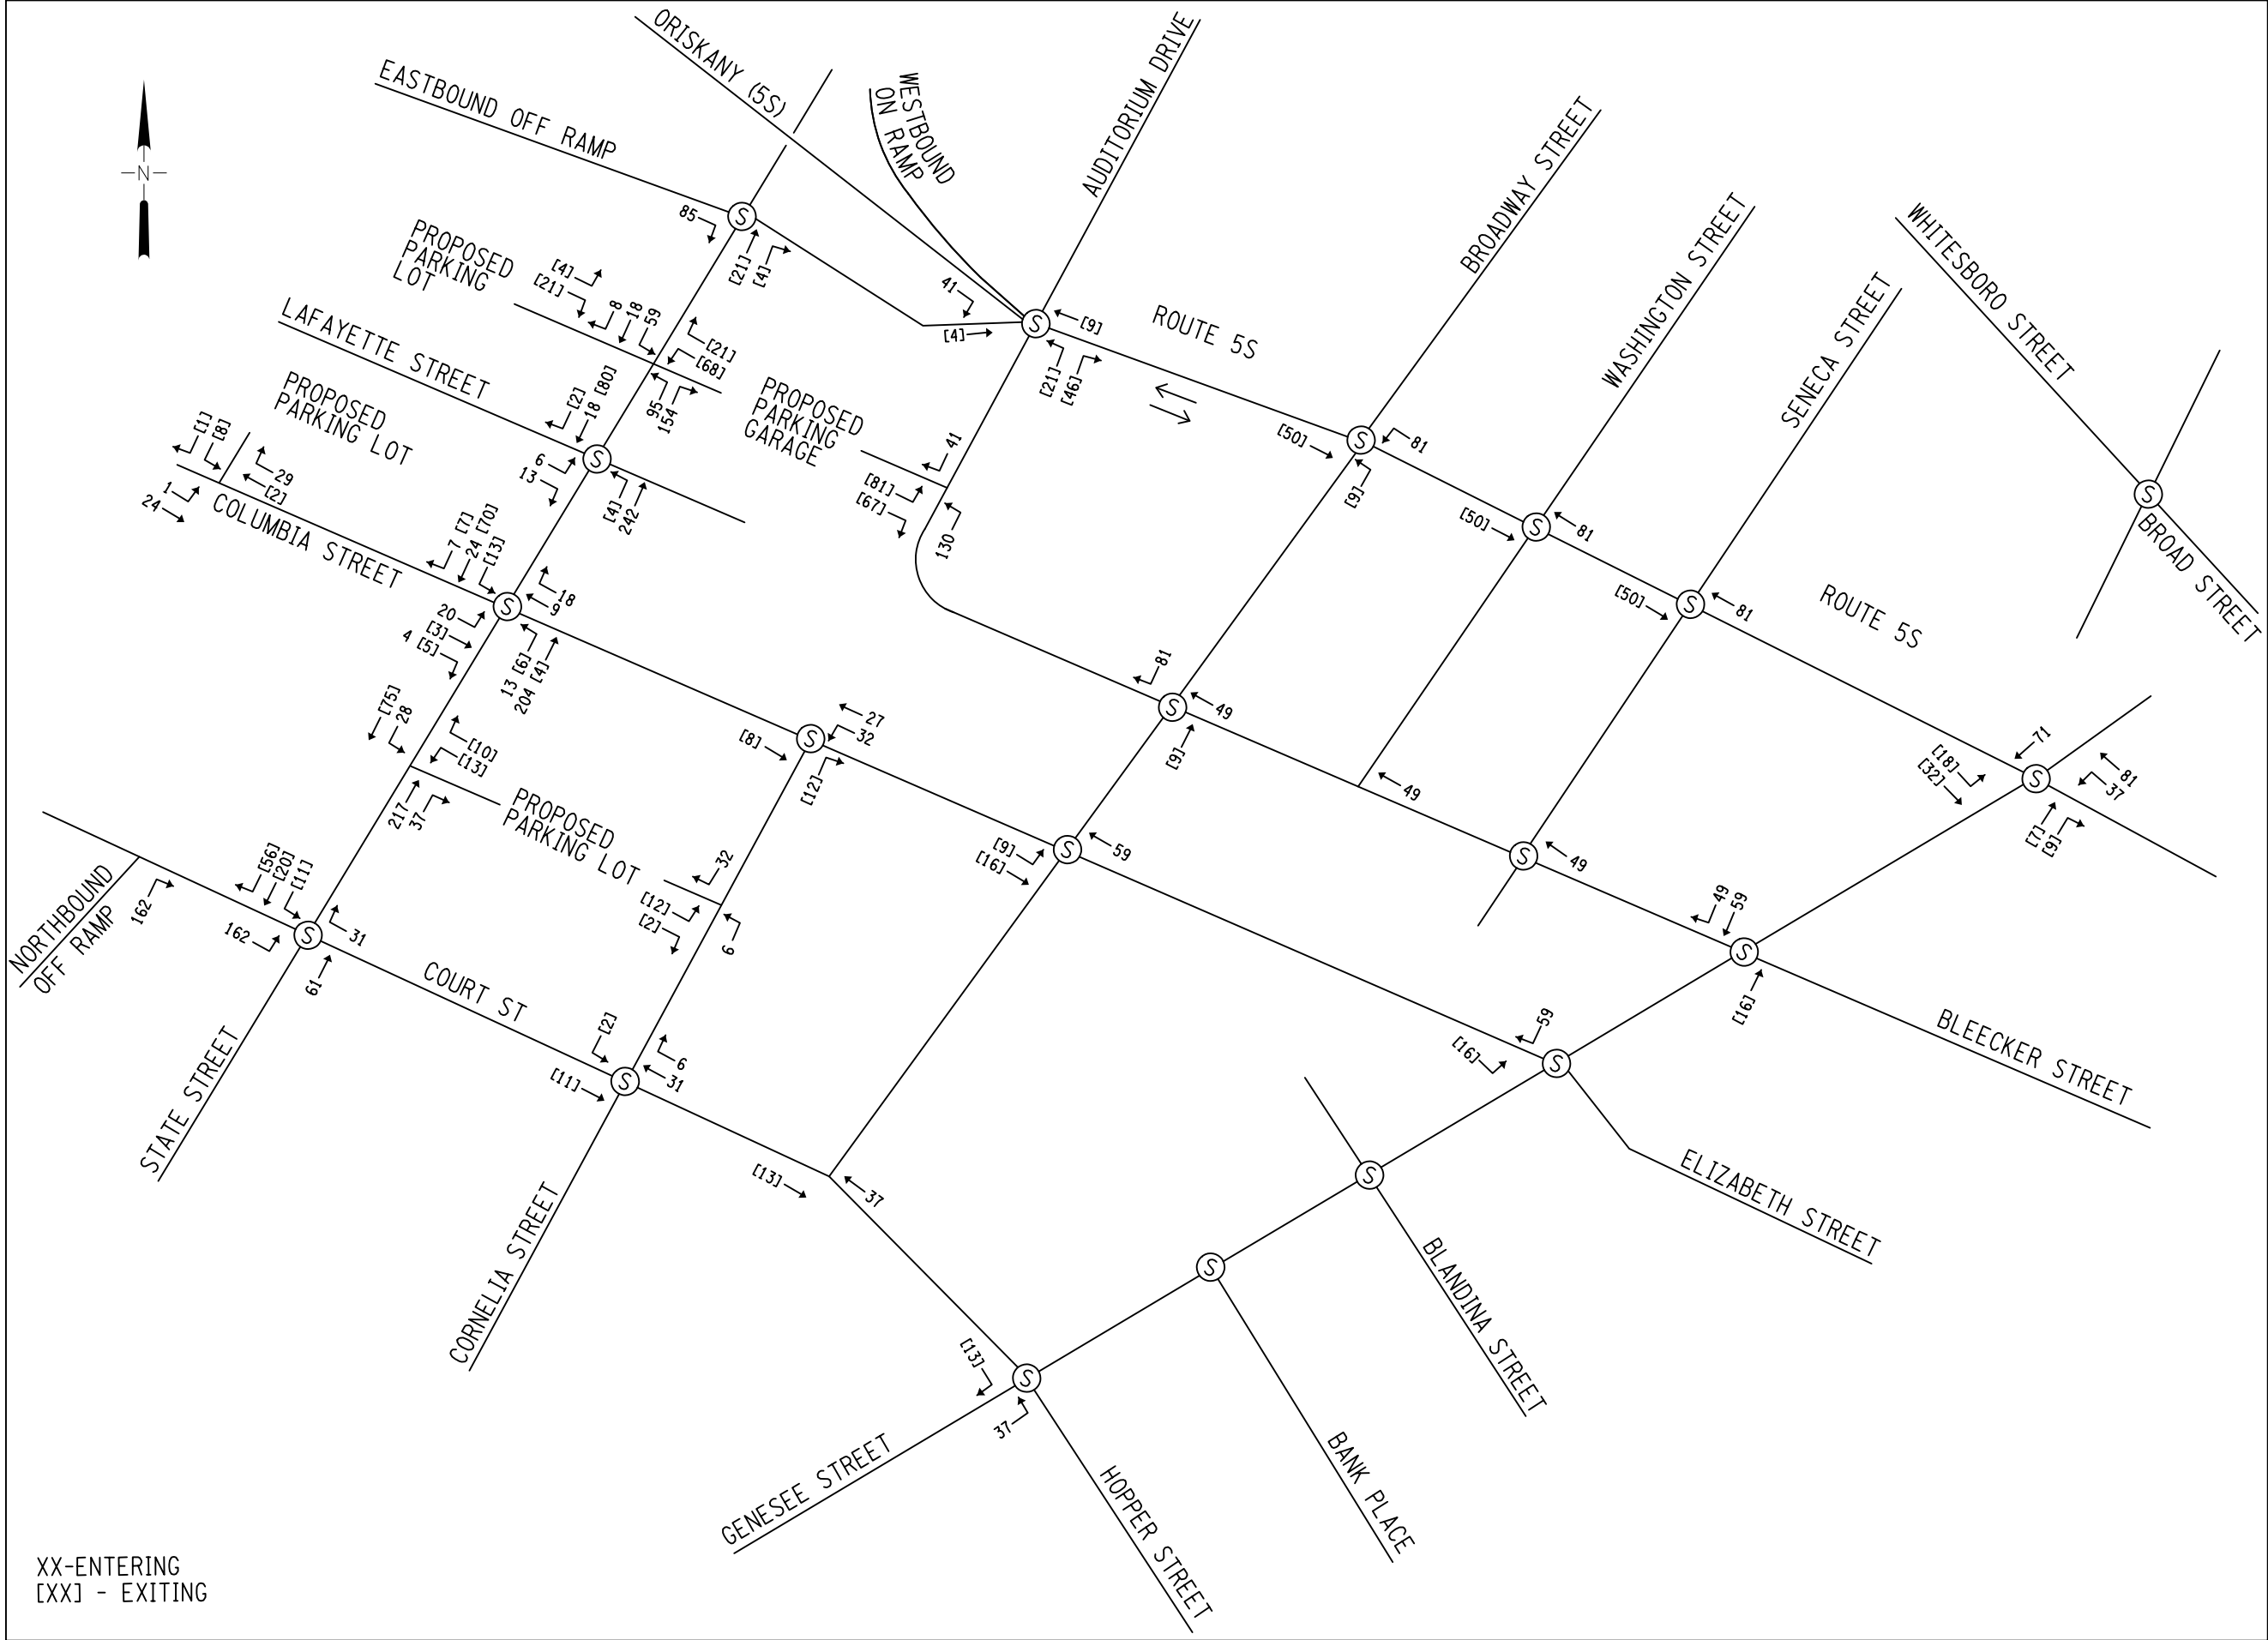 ORISKANY (5S)
EASTBOUND OFF RAMP
WESTBOUND
ON RAMP
AUDITORIUM DRIVE
BROADWAY STREET
WASHINGTON STREET
SENECA STREET
WHITESBORO STREET
BROAD STREET
N
S
85
[21]
[4]
PROPOSED
PARKING
LOT
[4]
[21]
8
18
59
[21]
[68]
95
154
41
[4]
S
[9]
[21]
[46]
ROUTE 5S
LAFAYETTE STREET
PROPOSED
PARKING LOT
[2]
18 [80]
S
6
13
[4]
242
PROPOSED
PARKING
GARAGE
41
[81]
[67]
130
[50]
S
81
[9]
[50]
S
81
[50]
S
81
ROUTE 5S
S
[1]
[8]
29
[2]
1
24
COLUMBIA STREET
7 [7]
24 [70]
[13]
S
18
9
20
[3]
4 [5]
13 [6]
204 [4]
[75]
28
[10]
[13]
217
37
PROPOSED
PARKING LOT
[8]
S
27
32
[12]
81
S
49
[9]
49
S
49
71
[18]
[32]
S
81
37
[7]
[9]
[9]
[16]
S
59
32
[12]
[2]
6
49
59
S
[16]
BLEECKER STREET
NORTHBOUND
OFF RAMP
162
[56]
[20]
[11]
162
S
31
61
COURT ST
STATE STREET
[2]
[11]
S
6
31
CORNELIA STREET
[13]
37
59
[16]
S
ELIZABETH STREET
S
BLANDINA STREET
S
BANK PLACE
[13]
S
37
GENESEE STREET
HOPPER STREET
XX-ENTERING
[XX] - EXITING